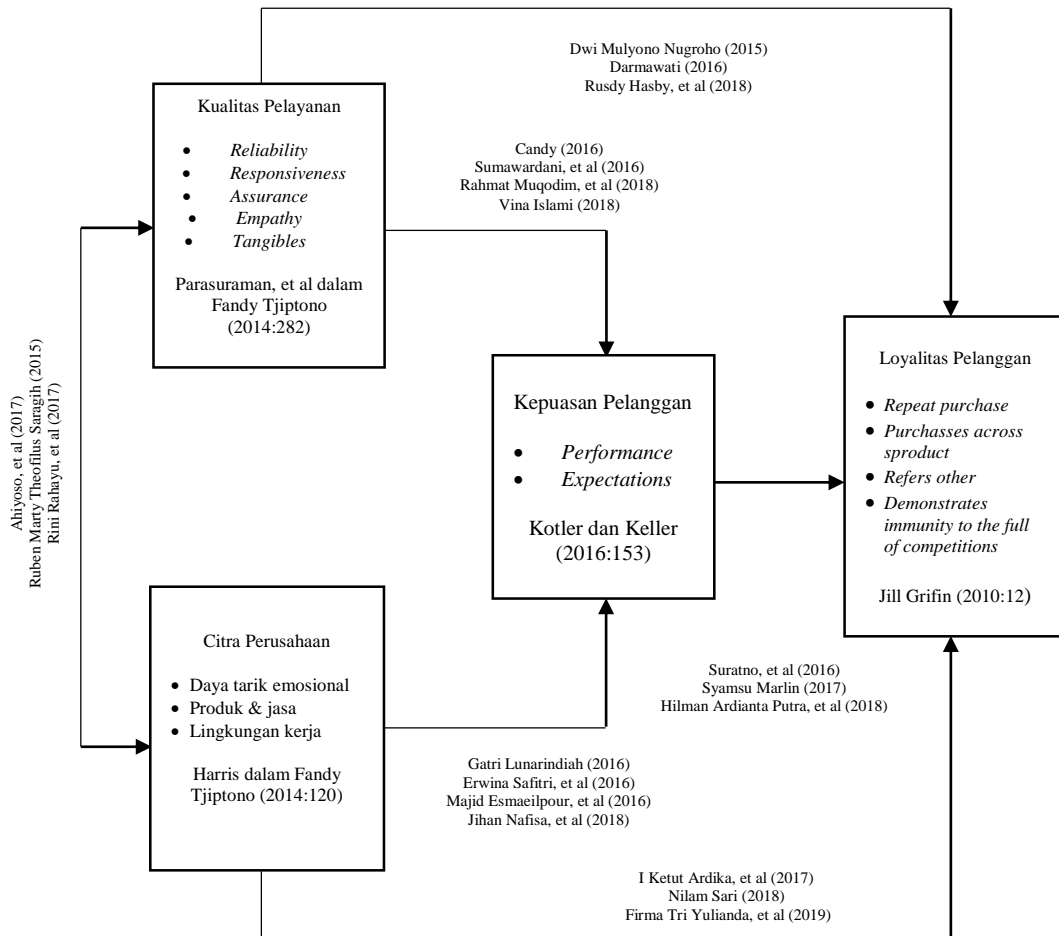 Dwi Mulyono Nugroho (2015)
Darmawati (2016)
Rusdy Hasby, et al (2018)
Kualitas Pelayanan
• Reliability
• Responsiveness
• Assurance
• Empathy
• Tangibles
Parasuraman, et al dalam
Fandy Tjiptono
(2014:282)
Candy (2016)
Sumawardani, et al (2016)
Rahmat Muqodim, et al (2018)
Vina Islami (2018)
Ahiyoso, et al (2017)
Ruben Marty Theofilus Saragih (2015)
Rini Rahayu, et al (2017)
Kepuasan Pelanggan
• Performance
• Expectations
Kotler dan Keller
(2016:153)
Loyalitas Pelanggan
• Repeat purchase
• Purchases across
sproduct
• Refers other
• Demonstrates
immunity to the full
of competitions
Jill Grifin (2010:12)
Citra Perusahaan
• Daya tarik emosional
• Produk & jasa
• Lingkungan kerja
Harris dalam Fandy
Tjiptono (2014:120)
Suratno, et al (2016)
Syamsu Marlin (2017)
Hilman Ardianta Putra, et al (2018)
Gatri Lunarindiah (2016)
Erwina Safitri, et al (2016)
Majid Esmaeilpour, et al (2016)
Jihan Nafisa, et al (2018)
I Ketut Ardika, et al (2017)
Nilam Sari (2018)
Firma Tri Yulianda, et al (2019)